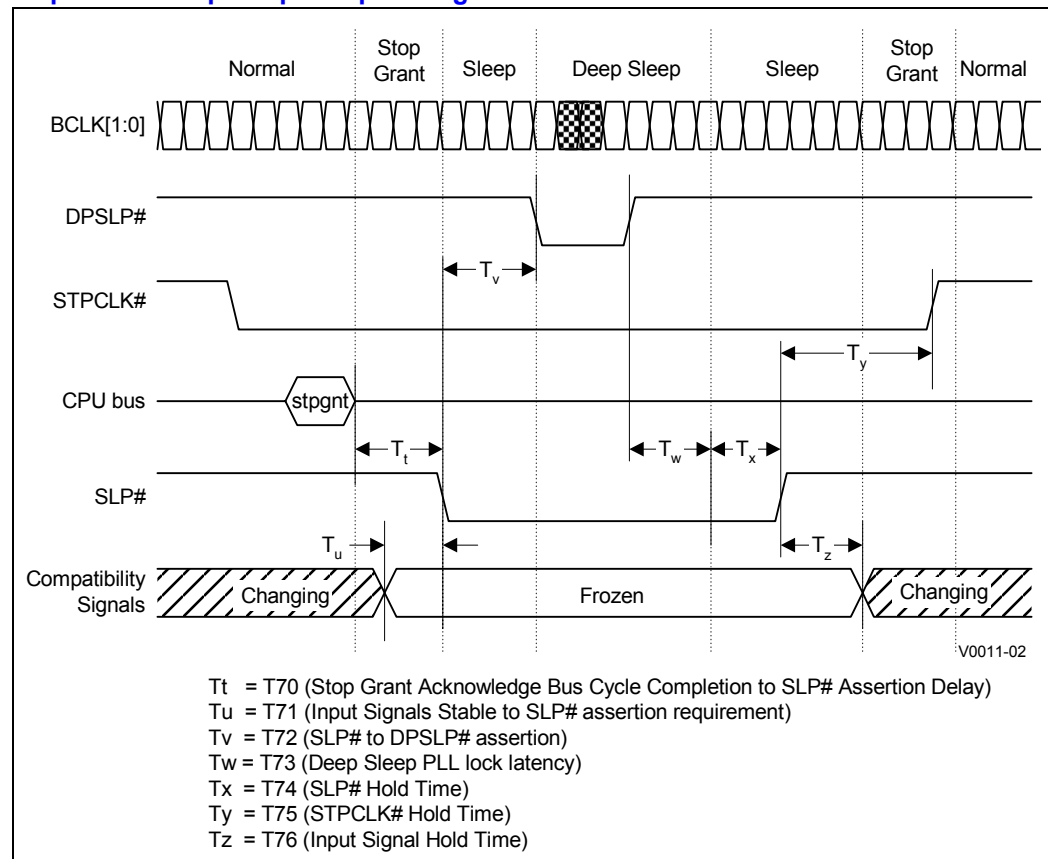 Stop
Grant
Stop
Grant
Normal
Sleep
Deep Sleep
Sleep
Normal
BCLK[1:0]
DPSLP#
Tv
STPCLK#
Ty
CPU bus
stpgnt
Tt
Tw
Tx
SLP#
Tu
Tz
Compatibility
Signals
Changing
Frozen
Changing
V0011-02
Tt = T70 (Stop Grant Acknowledge Bus Cycle Completion to SLP# Assertion Delay)
Tu = T71 (Input Signals Stable to SLP# assertion requirement)
Tv = T72 (SLP# to DPSLP# assertion)
Tw = T73 (Deep Sleep PLL lock latency)
Tx = T74 (SLP# Hold Time)
Ty = T75 (STPCLK# Hold Time)
Tz = T76 (Input Signal Hold Time)